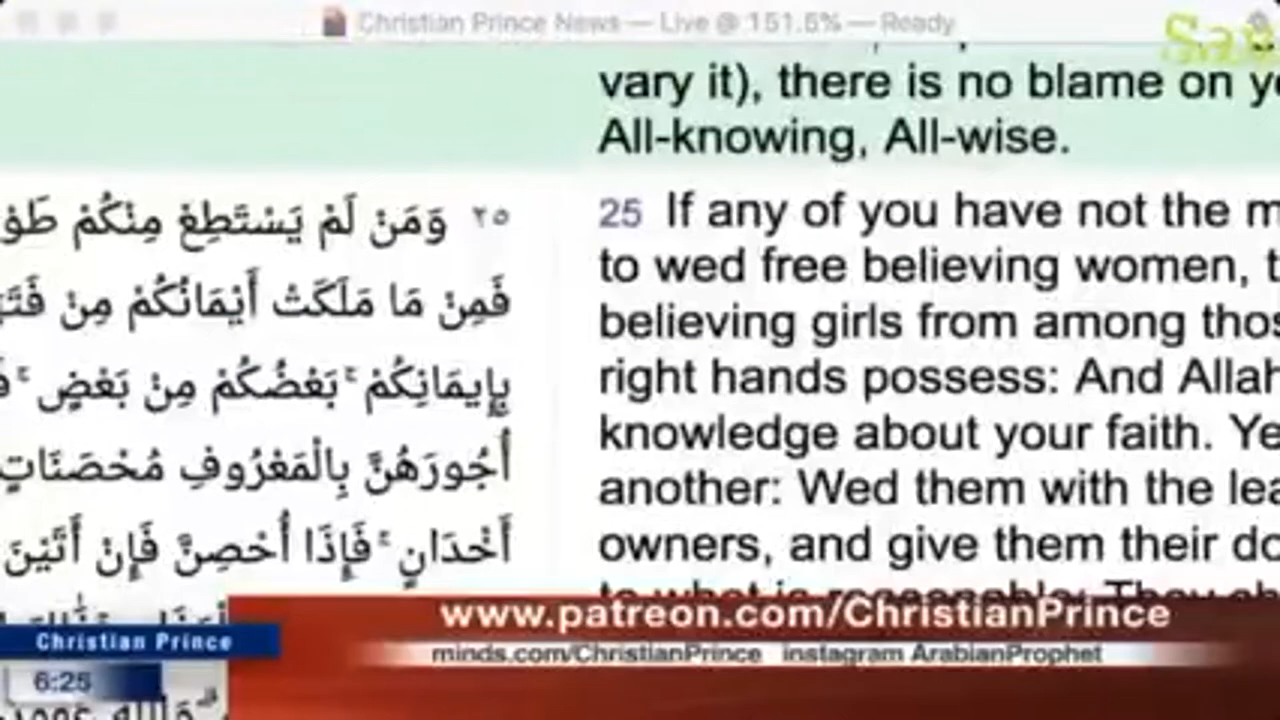 Christian Prince News — Live @ 151.5% — Ready
vary it), there is no blame on
All-knowing, All-wise.
٢٥ وَمَنْ لَمْ يَسْتَطِعْ مِنْكُمْ
فَمِنْ مَا مَلَكَتْ أَيْمَانُكُمْ مِنْ
بِإِيمَانِكُمْ ۚ بَعْضُكُمْ مِنْ بَعْضٍ ۚ
أُجُورَهُنَّ بِالْمَعْرُوفِ مُحْصَنَاتٍ
أَخْدَانٍ ۚ فَإِذَا أُحْصِنَّ فَإِنْ أَتَيْنَ
25 If any of you have not the
to wed free believing women,
believing girls from among
right hands possess: And
knowledge about your faith.
another: Wed them with the
owners, and give them their
www.patreon.com/ChristianPrince
minds.com/ChristianPrince instagram ArabianProphet
Christian Prince
6:25